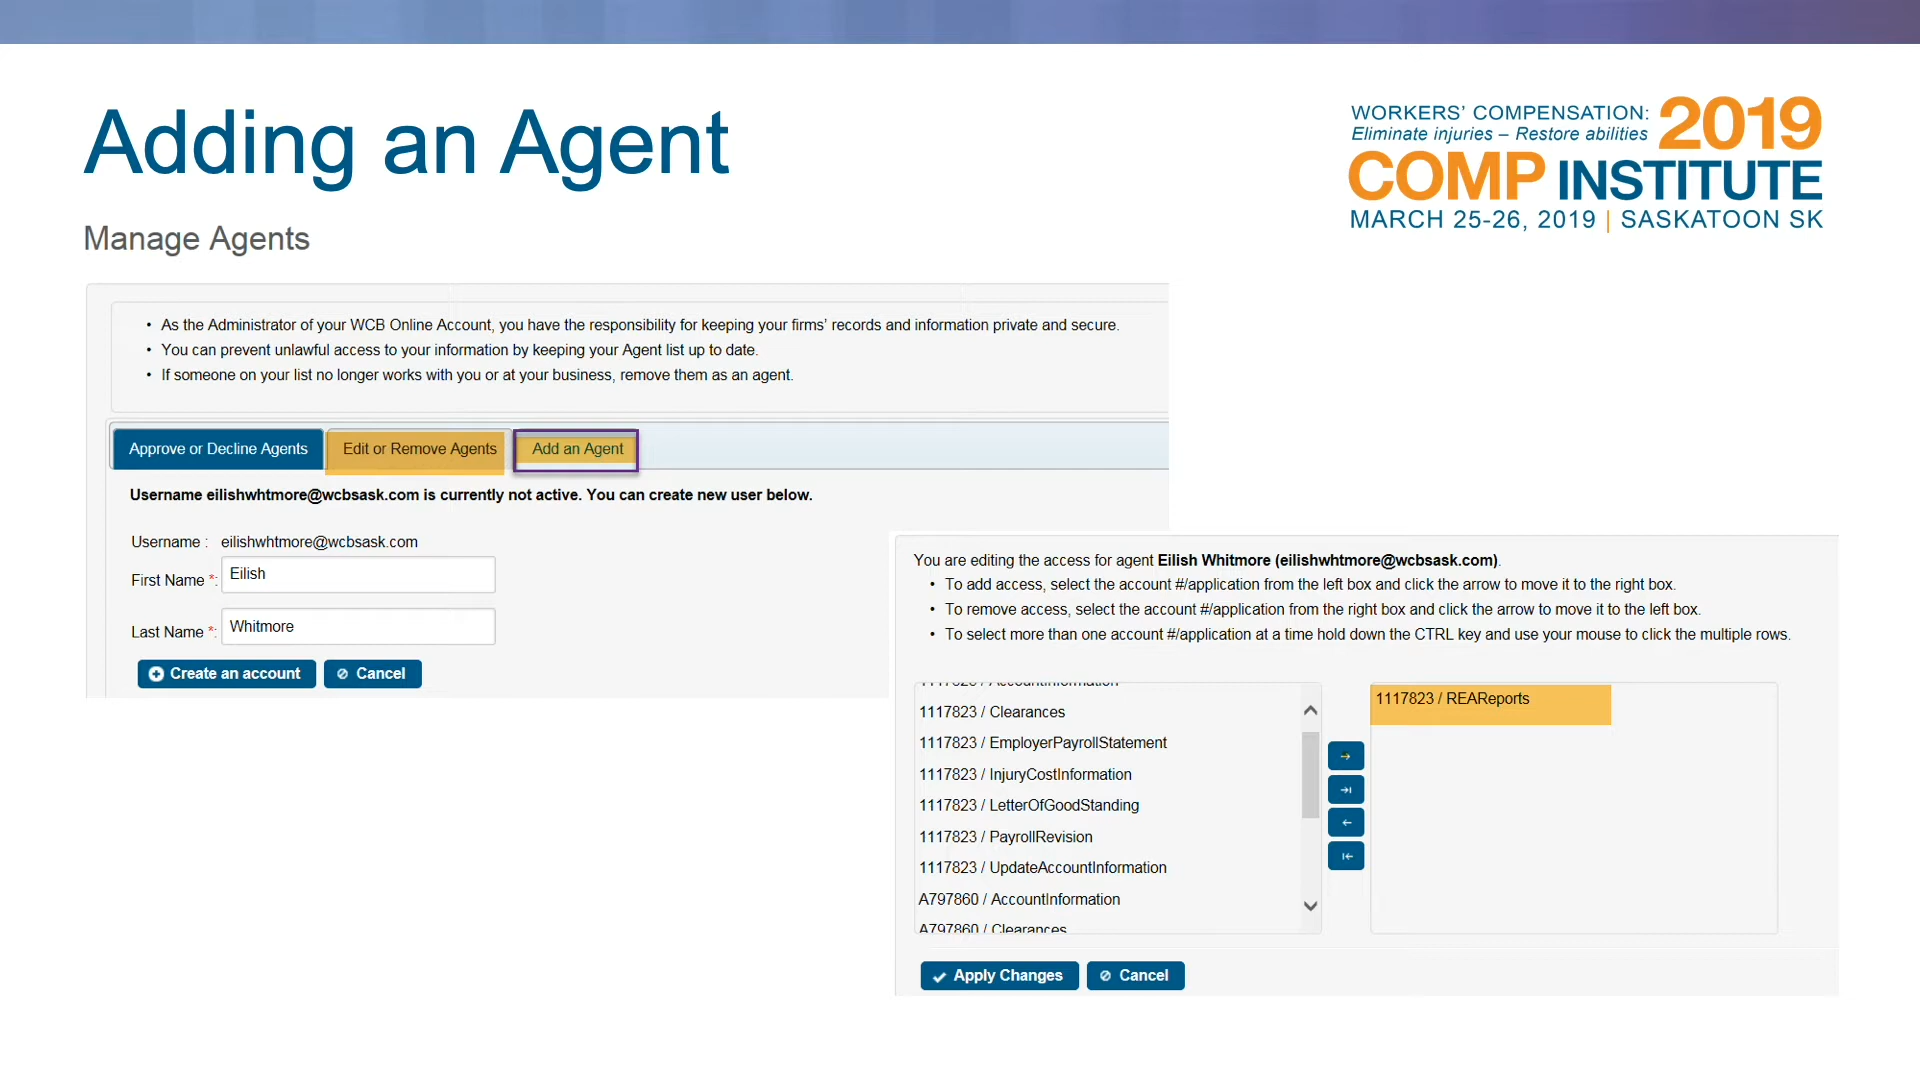 Adding an Agent
WORKERS' COMPENSATION: 2019
Eliminate injuries – Restore abilities
COMP INSTITUTE
MARCH 25-26, 2019 | SASKATOON SK
Manage Agents
• As the Administrator of your WCB Online Account, you have the responsibility for keeping your firms' records and information private and secure.
• You can prevent unlawful access to your information by keeping your Agent list up to date.
• If someone on your list no longer works with you or at your business, remove them as an agent.
Approve or Decline Agents Edit or Remove Agents Add an Agent
Username eilishwhtmore@wcbsask.com is currently not active. You can create new user below.
Username : eilishwhtmore@wcbsask.com
First Name *: Eilish
Last Name *: Whitmore
Create an account Cancel
You are editing the access for agent Eilish Whitmore (eilishwhtmore@wcbsask.com).
• To add access, select the account #/application from the left box and click the arrow to move it to the right box.
• To remove access, select the account #/application from the right box and click the arrow to move it to the left box.
• To select more than one account #/application at a time hold down the CTRL key and use your mouse to click the multiple rows.
1117823 / AccountInformation
1117823 / Clearances
1117823 / EmployerPayrollStatement
1117823 / InjuryCostInformation
1117823 / LetterOfGoodStanding
1117823 / PayrollRevision
1117823 / UpdateAccountInformation
A797860 / AccountInformation
A797860 / Clearances
1117823 / REAReports
Apply Changes Cancel